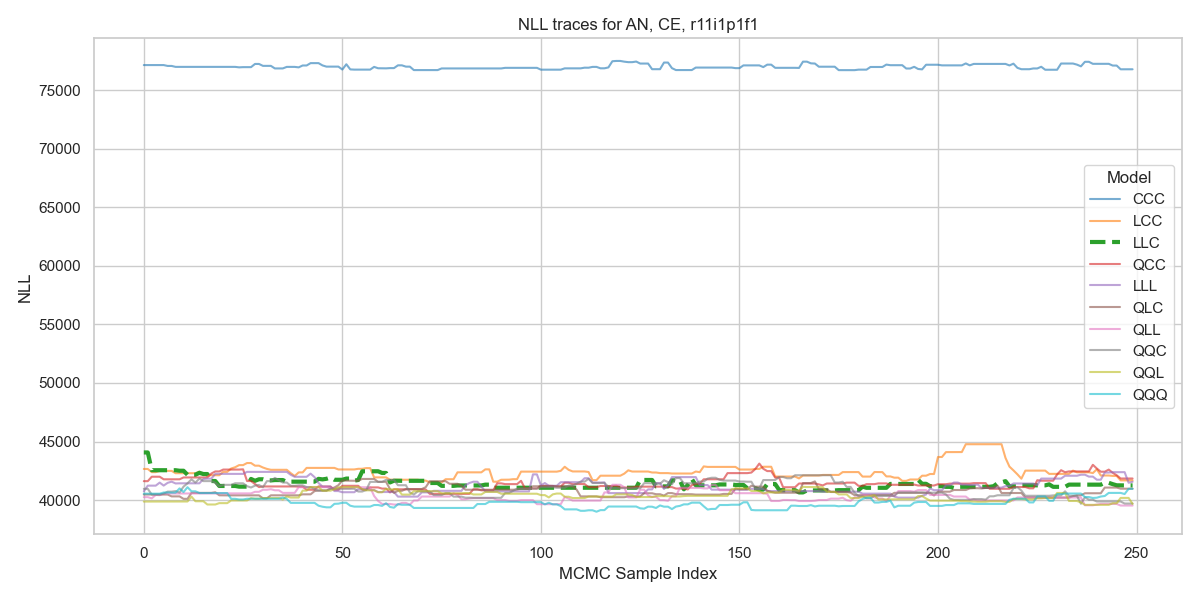 NLL traces for AN, CE, r11i1p1f1
75000
70000
65000
60000
55000
50000
45000
40000
NLL
0
50
100
150
200
250
MCMC Sample Index
Model
CCC
LCC
LLC
QCC
LLL
QLC
QLL
QQC
QQL
QQQ